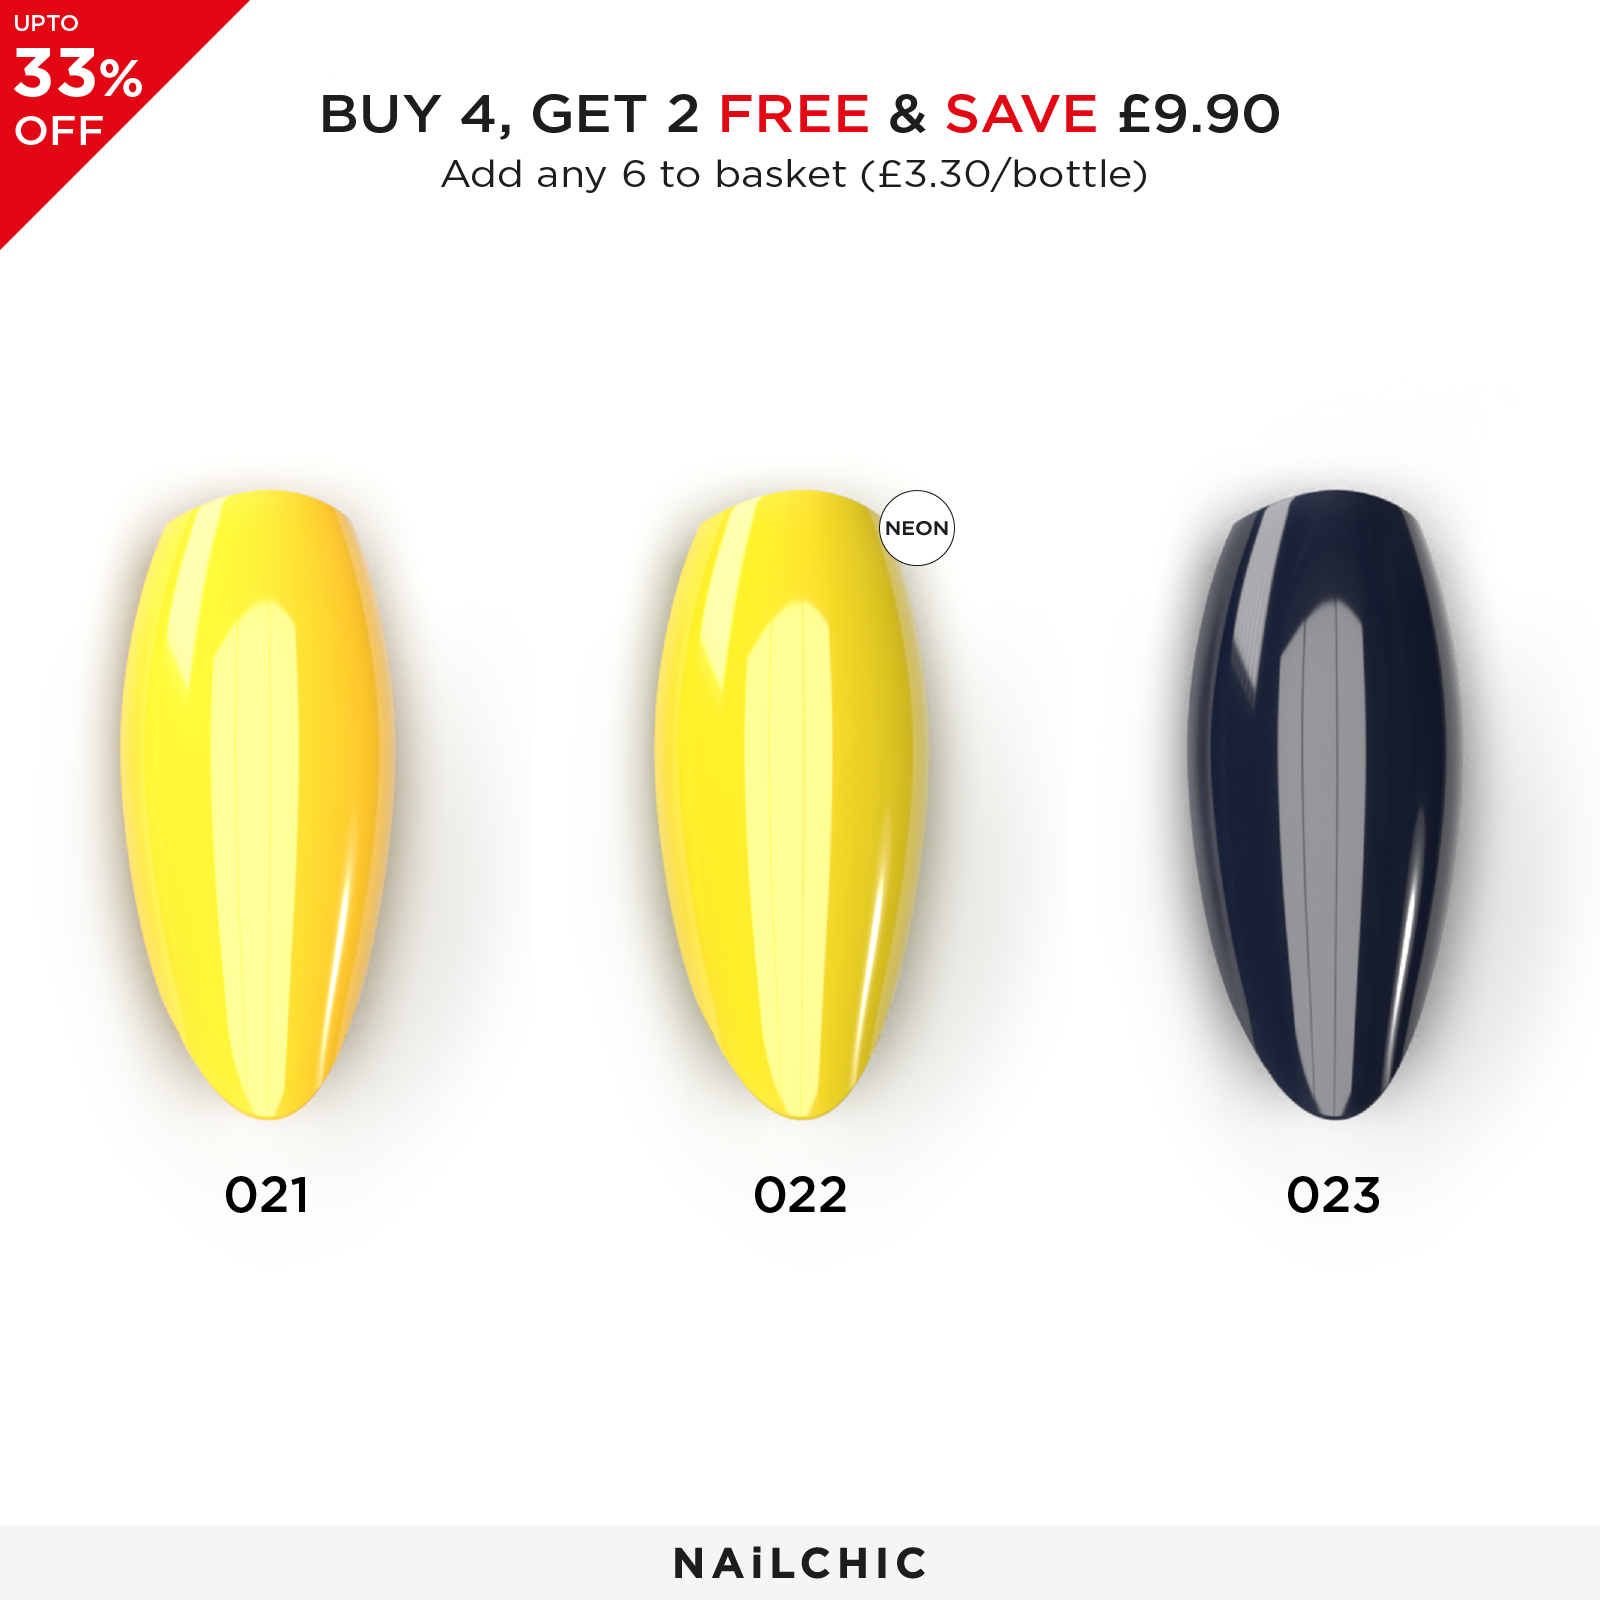 UPTO
33%
OFF
BUY 4, GET 2 FREE & SAVE £9.90
Add any 6 to basket (£3.30/bottle)
NEON
021
022
023
NAiLCHIC